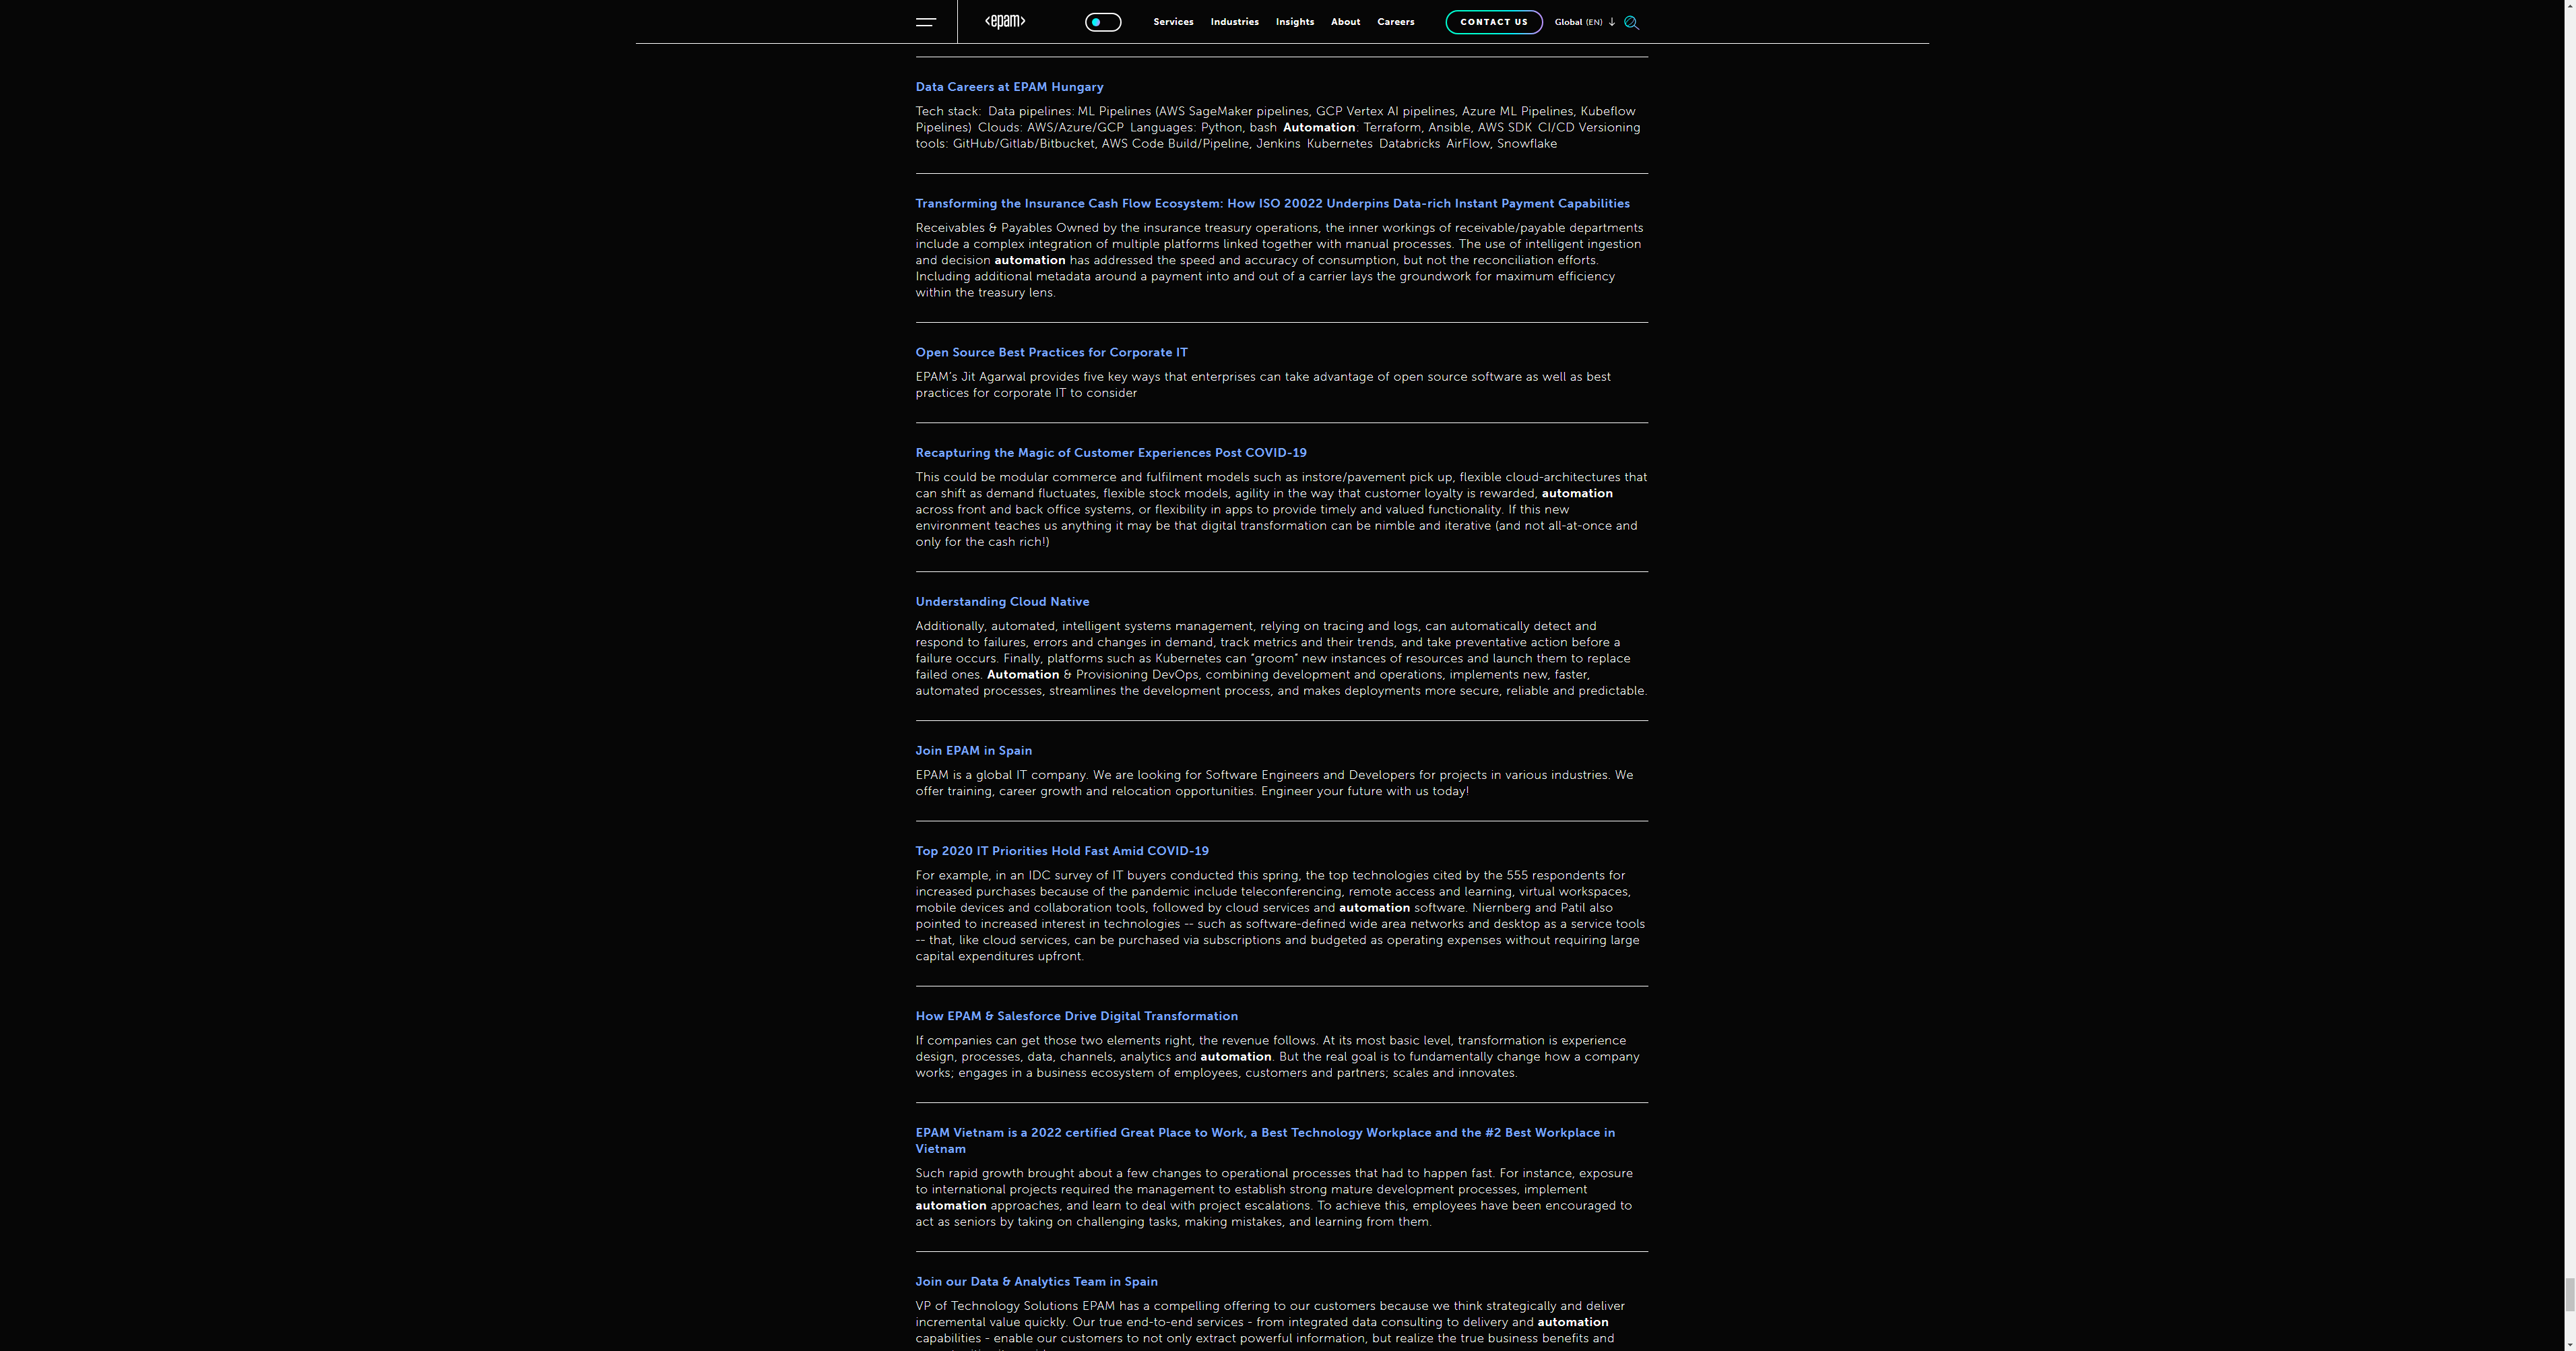 <epam>
Services
Industries
Insights
About
Careers
CONTACT US
Global (EN)
Data Careers at EPAM Hungary
Tech stack: Data pipelines: ML Pipelines (AWS SageMaker pipelines, GCP Vertex AI pipelines, Azure ML Pipelines, Kubeflow
Pipelines) Clouds: AWS/Azure/GCP Languages: Python, bash Automation: Terraform, Ansible, AWS SDK CI/CD Versioning
tools: GitHub/Gitlab/Bitbucket, AWS Code Build/Pipeline, Jenkins Kubernetes Databricks AirFlow, Snowflake
Transforming the Insurance Cash Flow Ecosystem: How ISO 20022 Underpins Data-rich Instant Payment Capabilities
Receivables & Payables Owned by the insurance treasury operations, the inner workings of receivable/payable departments
include a complex integration of multiple platforms linked together with manual processes. The use of intelligent ingestion
and decision automation has addressed the speed and accuracy of consumption, but not the reconciliation efforts.
Including additional metadata around a payment into and out of a carrier lays the groundwork for maximum efficiency
within the treasury lens.
Open Source Best Practices for Corporate IT
EPAM's Jit Agarwal provides five key ways that enterprises can take advantage of open source software as well as best
practices for corporate IT to consider
Recapturing the Magic of Customer Experiences Post COVID-19
This could be modular commerce and fulfilment models such as instore/pavement pick up, flexible cloud-architectures that
can shift as demand fluctuates, flexible stock models, agility in the way that customer loyalty is rewarded, automation
across front and back office systems, or flexibility in apps to provide timely and valued functionality. If this new
environment teaches us anything it may be that digital transformation can be nimble and iterative (and not all-at-once and
only for the cash rich!)
Understanding Cloud Native
Additionally, automated, intelligent systems management, relying on tracing and logs, can automatically detect and
respond to failures, errors and changes in demand, track metrics and their trends, and take preventative action before a
failure occurs. Finally, platforms such as Kubernetes can "groom" new instances of resources and launch them to replace
failed ones. Automation & Provisioning DevOps, combining development and operations, implements new, faster,
automated processes, streamlines the development process, and makes deployments more secure, reliable and predictable.
Join EPAM in Spain
EPAM is a global IT company. We are looking for Software Engineers and Developers for projects in various industries. We
offer training, career growth and relocation opportunities. Engineer your future with us today!
Top 2020 IT Priorities Hold Fast Amid COVID-19
For example, in an IDC survey of IT buyers conducted this spring, the top technologies cited by the 555 respondents for
increased purchases because of the pandemic include teleconferencing, remote access and learning, virtual workspaces,
mobile devices and collaboration tools, followed by cloud services and automation software. Niernberg and Patil also
pointed to increased interest in technologies -- such as software-defined wide area networks and desktop as a service tools
-- that, like cloud services, can be purchased via subscriptions and budgeted as operating expenses without requiring large
capital expenditures upfront.
How EPAM & Salesforce Drive Digital Transformation
If companies can get those two elements right, the revenue follows. At its most basic level, transformation is experience
design, processes, data, channels, analytics and automation. But the real goal is to fundamentally change how a company
works; engages in a business ecosystem of employees, customers and partners; scales and innovates.
EPAM Vietnam is a 2022 certified Great Place to Work, a Best Technology Workplace and the #2 Best Workplace in
Vietnam
Such rapid growth brought about a few changes to operational processes that had to happen fast. For instance, exposure
to international projects required the management to establish strong mature development processes, implement
automation approaches, and learn to deal with project escalations. To achieve this, employees have been encouraged to
act as seniors by taking on challenging tasks, making mistakes, and learning from them.
Join our Data & Analytics Team in Spain
VP of Technology Solutions EPAM has a compelling offering to our customers because we think strategically and deliver
incremental value quickly. Our true end-to-end services - from integrated data consulting to delivery and automation
capabilities - enable our customers to not only extract powerful information, but realize the true business benefits and